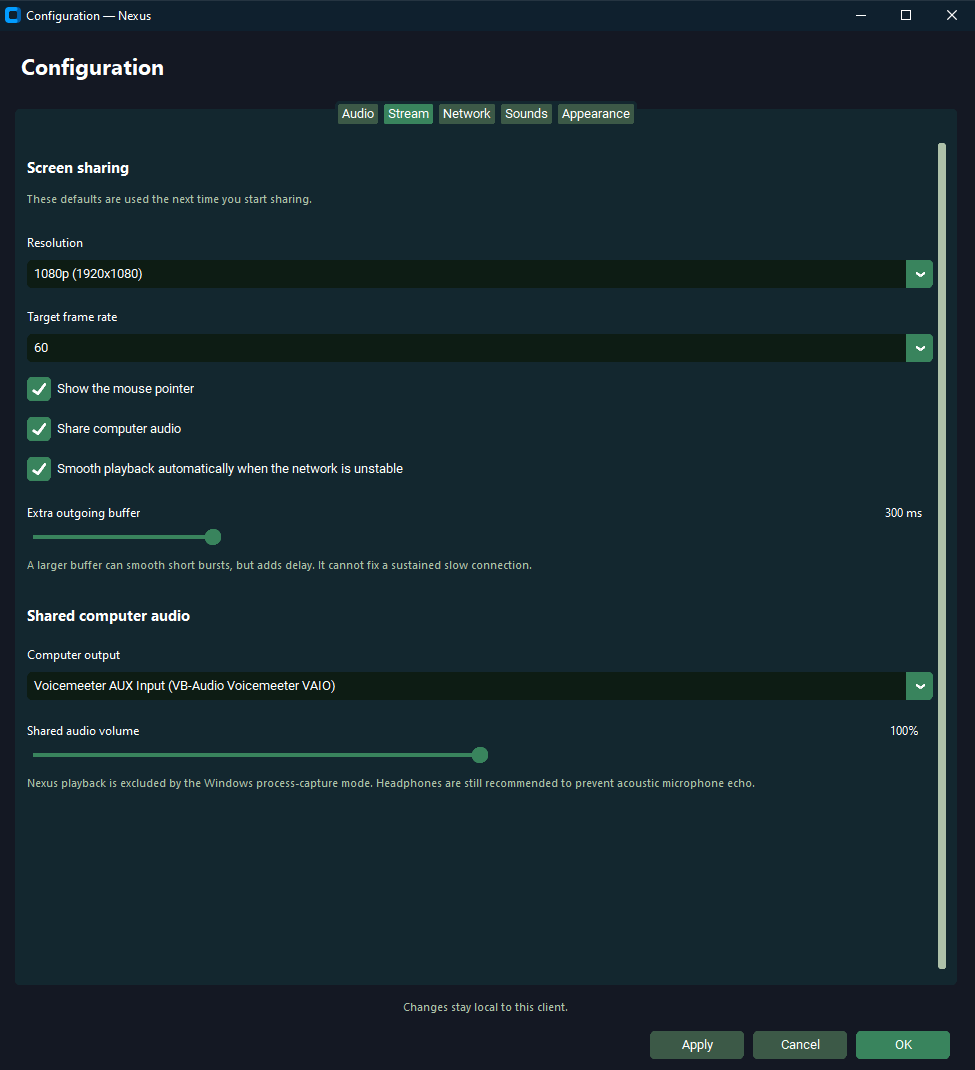 Configuration — Nexus
Configuration
Audio Stream Network Sounds Appearance
Screen sharing
These defaults are used the next time you start sharing.
Resolution
1080p (1920x1080)
Target frame rate
60
Show the mouse pointer
Share computer audio
Smooth playback automatically when the network is unstable
Extra outgoing buffer 300 ms
A larger buffer can smooth short bursts, but adds delay. It cannot fix a sustained slow connection.
Shared computer audio
Computer output
Voicemeeter AUX Input (VB-Audio Voicemeeter VAIO)
Shared audio volume 100%
Nexus playback is excluded by the Windows process-capture mode. Headphones are still recommended to prevent acoustic microphone echo.
Changes stay local to this client.
Apply Cancel OK